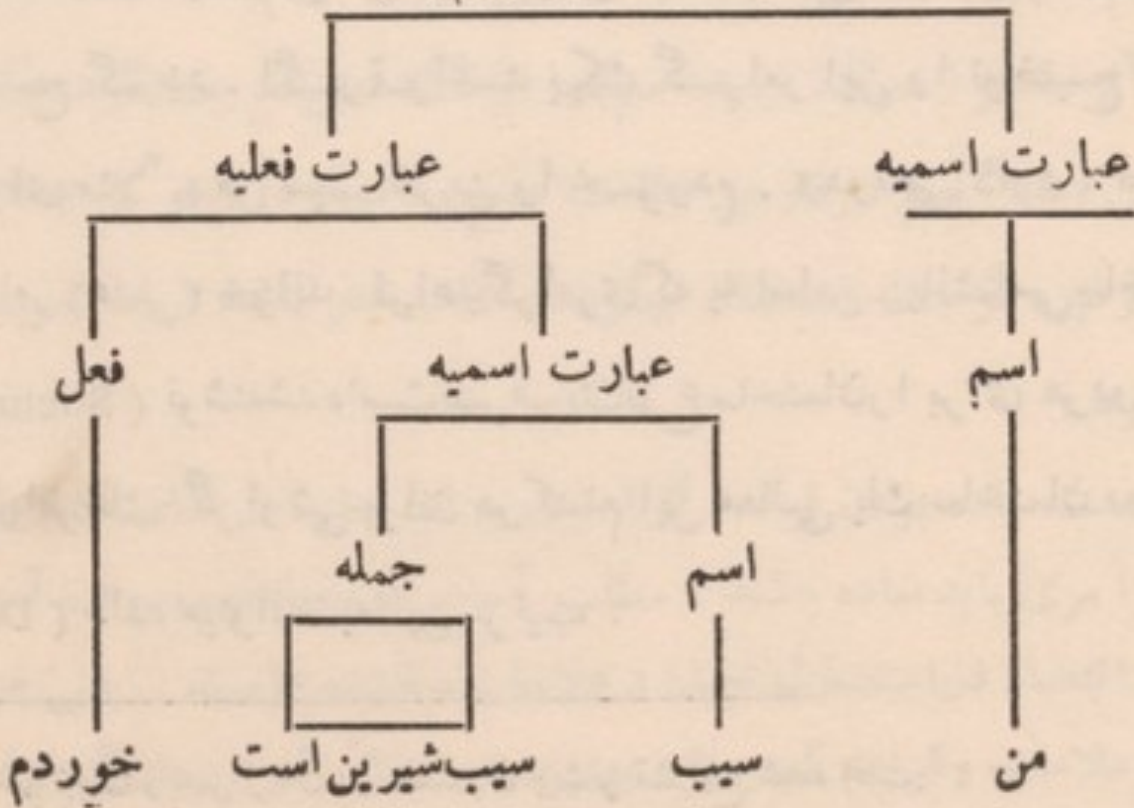 عبارت اسمیه عبارت فعلیه
اسم عبارت اسمیه فعل
اسم جمله
من سیب سیب‌شیرین‌است خوردم